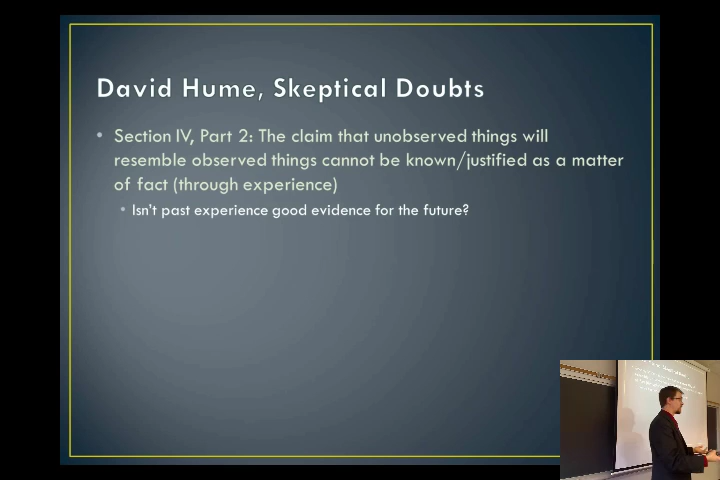 David Hume, Skeptical Doubts
• Section IV, Part 2: The claim that unobserved things will
resemble observed things cannot be known/justified as a matter
of fact (through experience)
• Isn't past experience good evidence for the future?